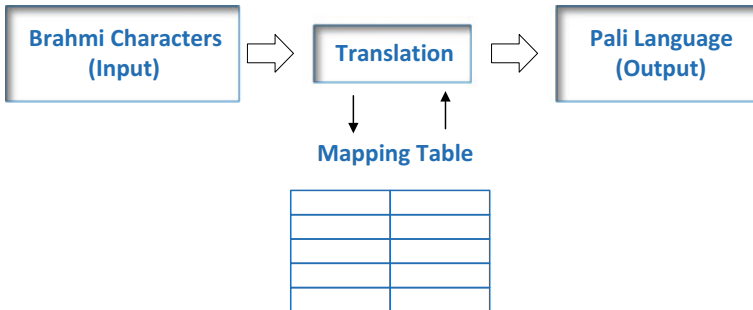 Brahmi Characters
(Input)
Translation
Pali Language
(Output)
Mapping Table